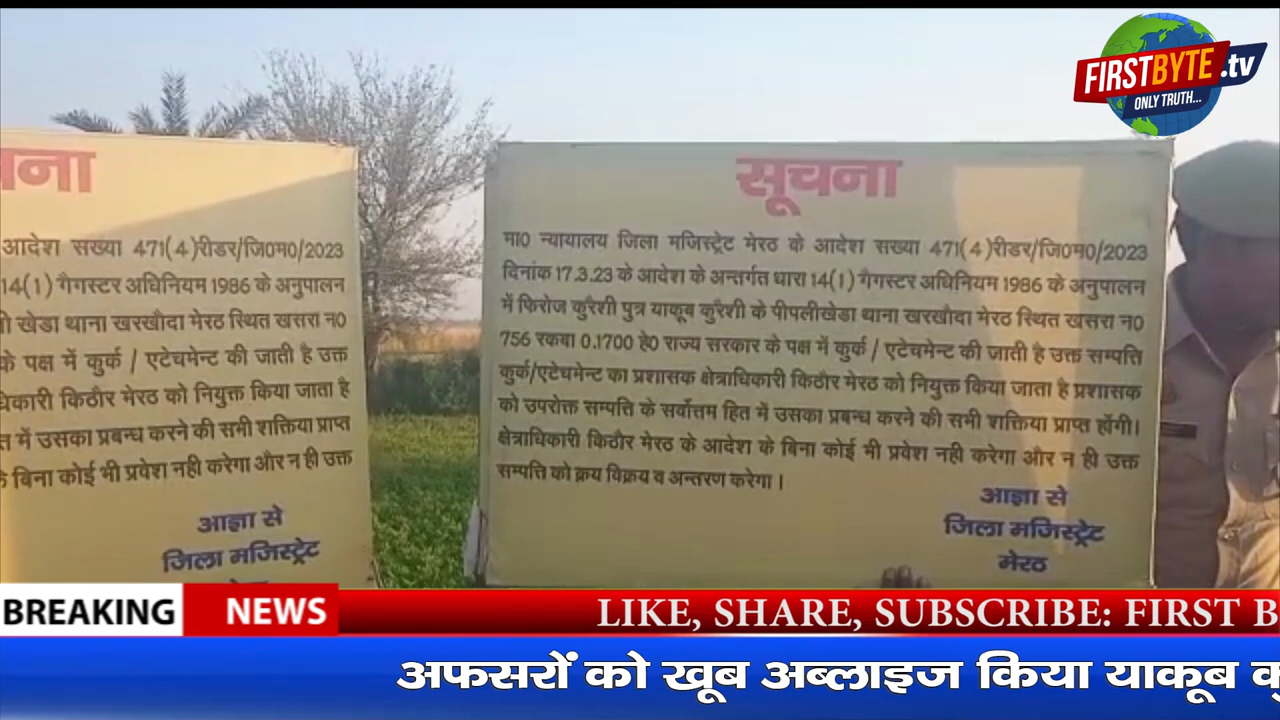 FIRSTBYTE.tv
ONLY TRUTH...
चना
आदेश सख्या 471(4)रीडर/जि0म0/2023
14(1) गैगस्टर अधिनियम 1986 के अनुपालन
खेडा थाना खरखौदा मेरठ स्थित खसरा न0
के पक्ष में कुर्क / एटेचमेन्ट की जाती है उक्त
किठौर मेरठ को नियुक्त किया जाता है
में उसका प्रबन्ध करने की सभी शक्तिया प्राप्त
के बिना कोई भी प्रवेश नही करेगा और न ही उक्त
आज्ञा से
जिला मजिस्ट्रेट
सूचना
मा0 न्यायालय जिला मजिस्ट्रेट मेरठ के आदेश सख्या 471(4)रीडर/जि0म0/2023
दिनांक 17.3.23 के आदेश के अन्तर्गत धारा 14(1) गैगस्टर अधिनियम 1986 के अनुपालन
में फिरोज कुरैशी पुत्र याकूब कुरैशी के पीपलीखेडा थाना खरखौदा मेरठ स्थित खसरा न0
756 रकबा 0.1700 है0 राज्य सरकार के पक्ष में कुर्क / एटेचमेन्ट की जाती है उक्त सम्पत्ति
कुर्क/एटेचमेन्ट का प्रशासक क्षेत्राधिकारी किठौर मेरठ को नियुक्त किया जाता है प्रशासक
को उपरोक्त सम्पति के सर्वोत्तम हित में उसका प्रबन्ध करने की सभी शक्तिया प्राप्त होंगी।
क्षेत्राधिकारी किठौर मेरठ के आदेश के बिना कोई भी प्रवेश नही करेगा और न ही उक्त
सम्पति को क्रय विक्रय व अन्तरण करेगा ।
आज्ञा से
जिला मजिस्ट्रेट
मेरठ
BREAKING NEWS
LIKE, SHARE, SUBSCRIBE: FIRST B
अफसरों को खूब अब्लाइज किया याकूब